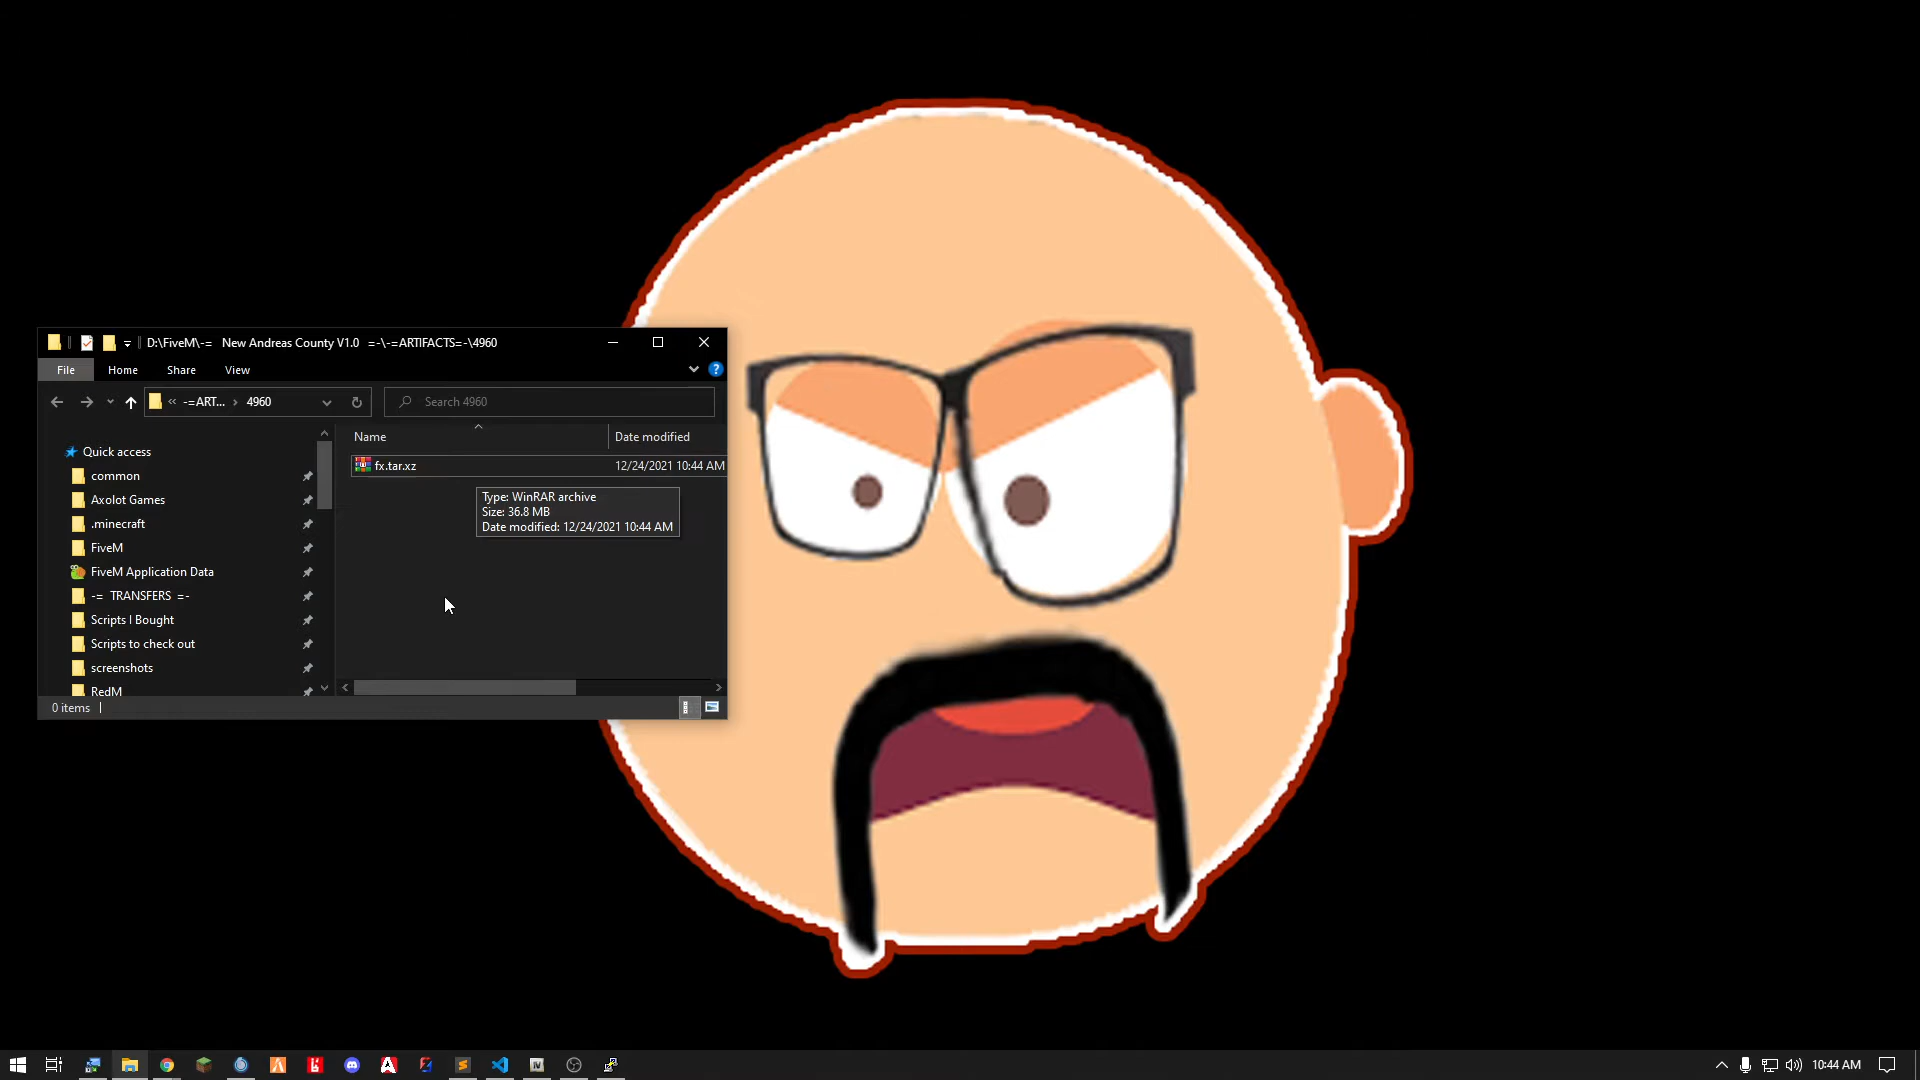 D:\FiveM\-=   New Andreas County V1.0   =-\-=ARTIFACTS=-\4960
File Home Share View
« -=ART... › 4960
Search 4960
Name Date modified
Quick access
fx.tar.xz 12/24/2021 10:44 AM
common
Type: WinRAR archive
Axolot Games
Size: 36.8 MB
.minecraft
Date modified: 12/24/2021 10:44 AM
FiveM
FiveM Application Data
-=  TRANSFERS  =-
Scripts I Bought
Scripts to check out
screenshots
RedM
0 items
10:44 AM